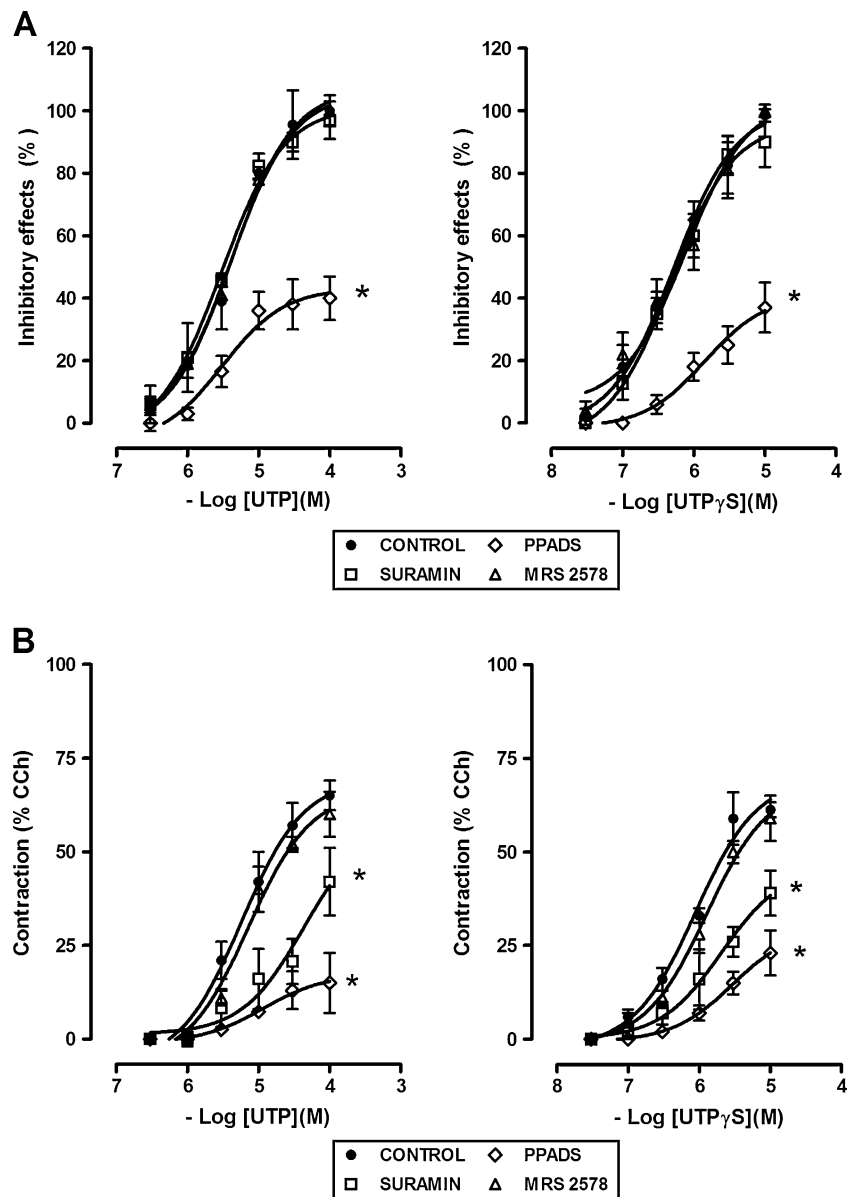 A
120
100
80
60
40
20
0
Inhibitory effects (%)
*
7 6 5 4 3
- Log [UTP](M)
120
100
80
60
40
20
0
Inhibitory effects (%)
*
8 7 6 5 4
- Log [UTPγS](M)
CONTROL PPADS
SURAMIN MRS 2578
B
100
75
50
25
0
Contraction (% CCh)
*
*
7 6 5 4 3
- Log [UTP](M)
100
75
50
25
0
Contraction (% CCh)
*
*
8 7 6 5 4
- Log [UTPγS](M)
CONTROL PPADS
SURAMIN MRS 2578